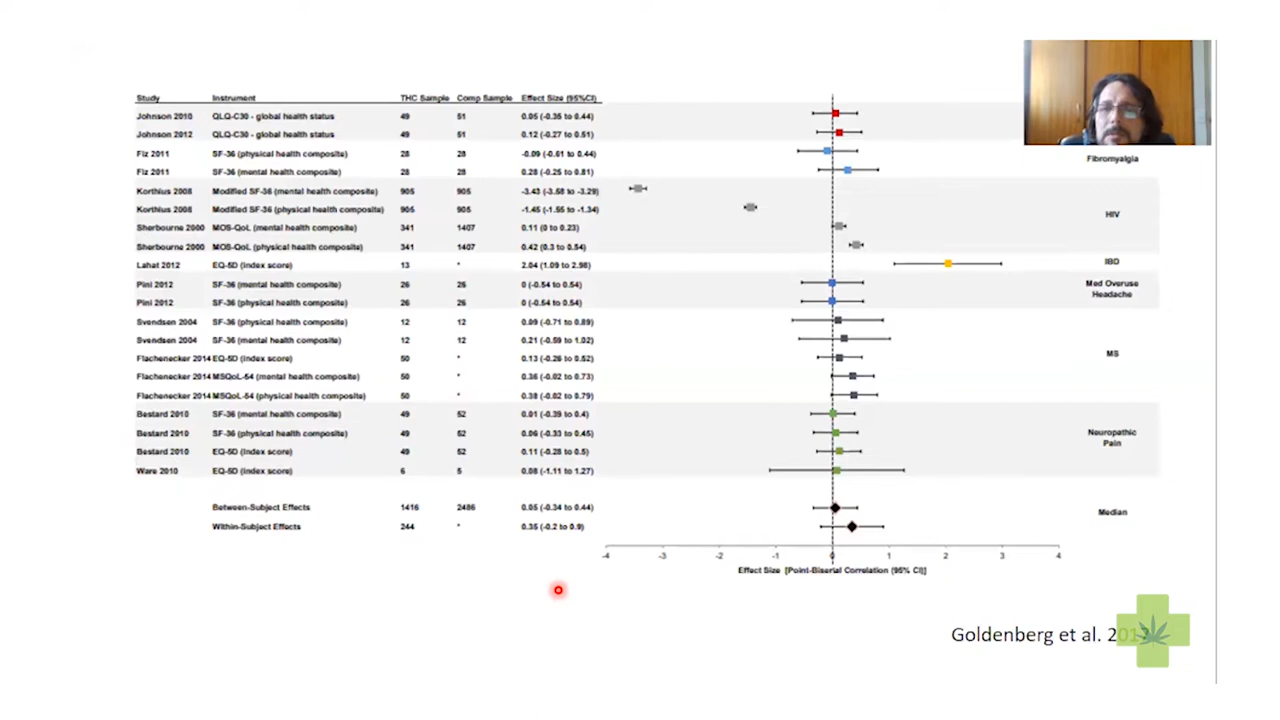 Study Instrument THC Sample Comp Sample Effect Size (95%CI)
Johnson 2010 QLQ-C30 - global health status 49 51 0.05 (-0.35 to 0.44)
Johnson 2012 QLQ-C30 - global health status 49 51 0.12 (-0.27 to 0.51)
Fiz 2011 SF-36 (physical health composite) 28 28 -0.09 (-0.61 to 0.44)
Fibromyalgia
Fiz 2011 SF-36 (mental health composite) 28 28 0.28 (-0.25 to 0.81)
Korthius 2008 Modified SF-36 (mental health composite) 905 905 -3.43 (-3.58 to -3.29)
Korthius 2008 Modified SF-36 (physical health composite) 905 905 -1.45 (-1.55 to -1.34)
HIV
Sherbourne 2000 MOS-QoL (mental health composite) 341 1407 0.11 (0 to 0.23)
Sherbourne 2000 MOS-QoL (physical health composite) 341 1407 0.42 (0.3 to 0.54)
Lahat 2012 EQ-5D (index score) 13 * 2.04 (1.09 to 2.98) IBD
Pini 2012 SF-36 (mental health composite) 26 26 0 (-0.54 to 0.54) Med Overuse
Headache
Pini 2012 SF-36 (physical health composite) 26 26 0 (-0.54 to 0.54)
Svendsen 2004 SF-36 (physical health composite) 12 12 0.09 (-0.71 to 0.89)
Svendsen 2004 SF-36 (mental health composite) 12 12 0.21 (-0.59 to 1.02)
MS
Flachenecker 2014 EQ-5D (index score) 50 * 0.13 (-0.26 to 0.52)
Flachenecker 2014 MSQoL-54 (mental health composite) 50 * 0.36 (-0.02 to 0.73)
Flachenecker 2014 MSQoL-54 (physical health composite) 50 * 0.38 (-0.02 to 0.79)
Bestard 2010 SF-36 (mental health composite) 49 52 0.01 (-0.39 to 0.4)
Bestard 2010 SF-36 (physical health composite) 49 52 0.06 (-0.33 to 0.45) Neuropathic
Pain
Bestard 2010 EQ-5D (index score) 49 52 0.11 (-0.28 to 0.5)
Ware 2010 EQ-5D (index score) 6 5 0.08 (-1.11 to 1.27)
Between-Subject Effects 1416 2486 0.05 (-0.34 to 0.44)
Median
Within-Subject Effects 244 * 0.35 (-0.2 to 0.9)
-4 -3 -2 -1 0 1 2 3 4
Effect Size [Point-Biserial Correlation (95% CI)]
Goldenberg et al. 2017